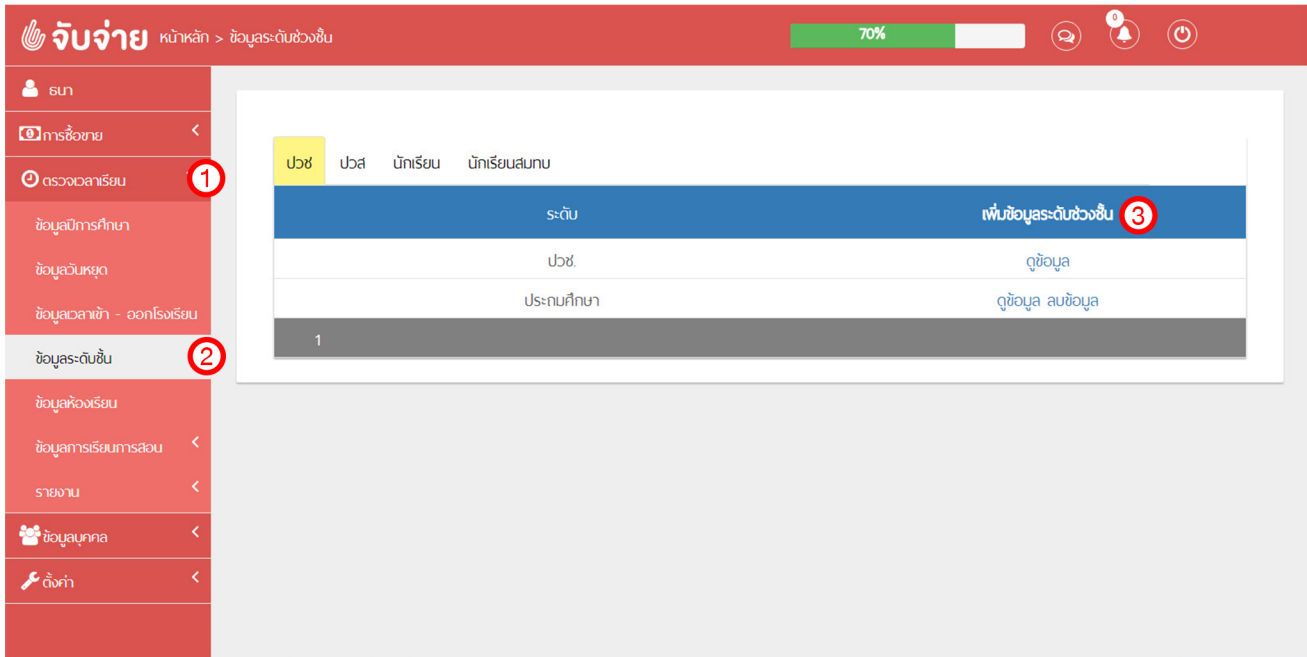 จับจ่าย หน้าหลัก > ข้อมูลระดับช่วงชั้น 70% 0
ธนา
การซื้อขาย
ตรวจเวลาเรียน 1
ข้อมูลปีการศึกษา
ข้อมูลวันหยุด
ข้อมูลเวลาเข้า - ออกโรงเรียน
ข้อมูลระดับชั้น 2
ข้อมูลห้องเรียน
ข้อมูลการเรียนการสอน
รายงาน
ข้อมูลบุคคล
ตั้งค่า
ปวช ปวส นักเรียน นักเรียนสมทบ
ระดับ เพิ่มข้อมูลระดับช่วงชั้น 3
ปวช. ดูข้อมูล
ประถมศึกษา ดูข้อมูล ลบข้อมูล
1